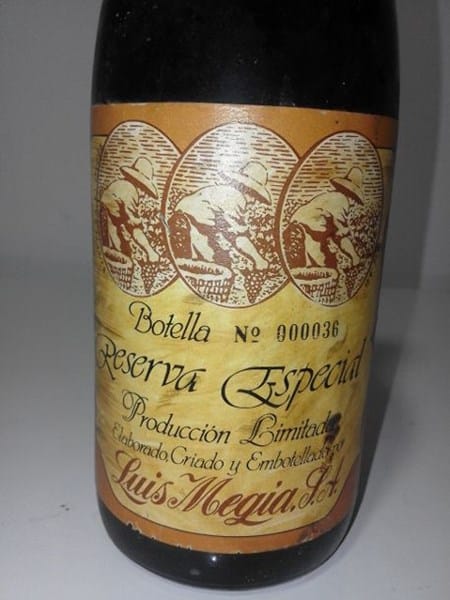 Botella Nº 000036
Reserva Especial
Producción Limitada
Elaborado, Criado y Embotellado por
Luis Megia. S.A.